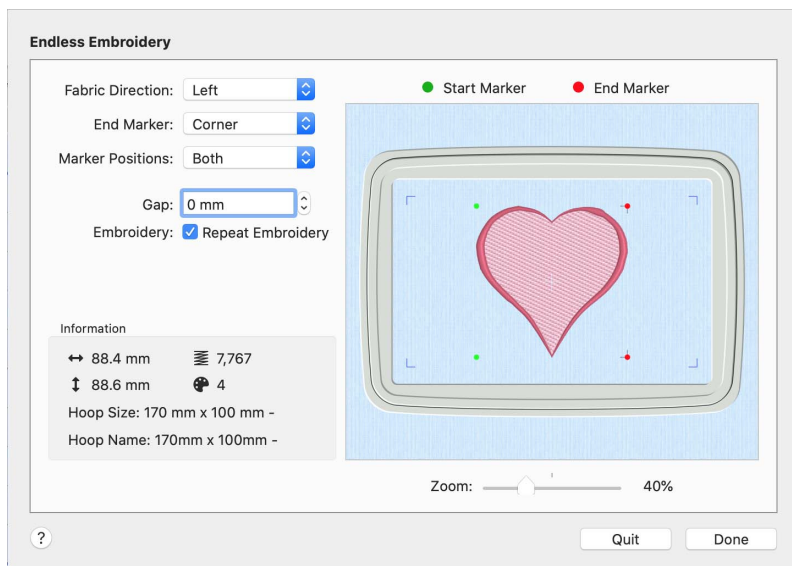 Endless Embroidery
Fabric Direction: Left
End Marker: Corner
Marker Positions: Both
Gap: 0 mm
Embroidery: Repeat Embroidery
Start Marker End Marker
Information
88.4 mm 7,767
88.6 mm 4
Hoop Size: 170 mm x 100 mm -
Hoop Name: 170mm x 100mm -
Zoom: 40%
? Quit Done